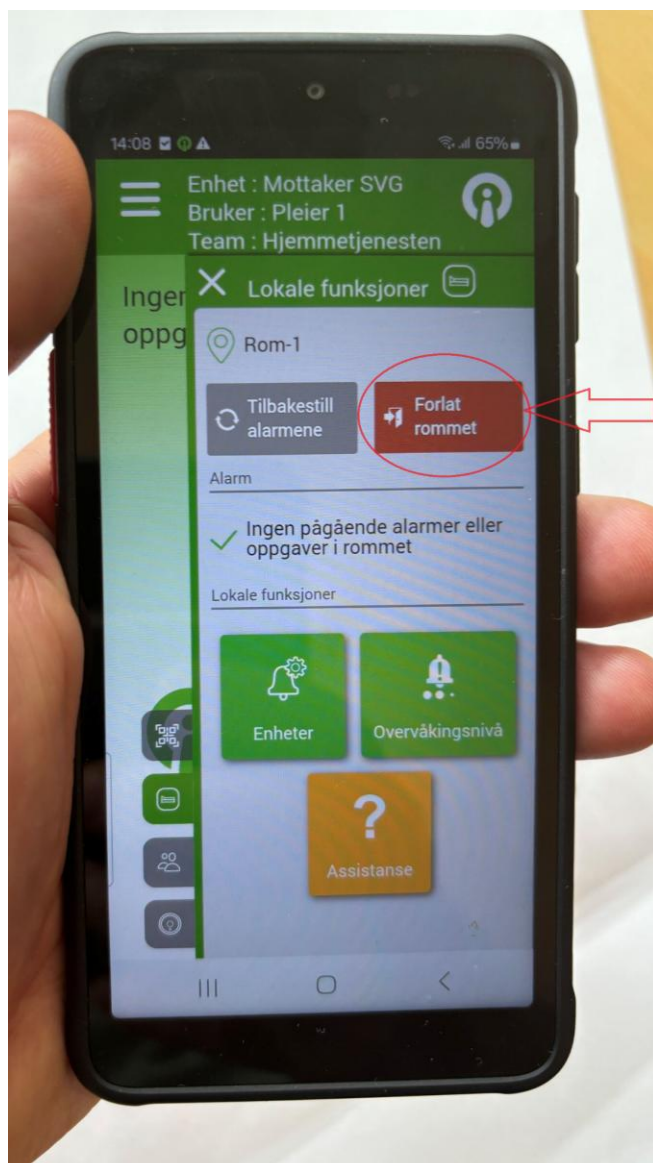 14:08
65%
Enhet : Mottaker SVG
Bruker : Pleier 1
Team : Hjemmetjenesten
Inger
oppg
Lokale funksjoner
Rom-1
Tilbakestill
alarmene
Forlat
rommet
Alarm
Ingen pågående alarmer eller
oppgaver i rommet
Lokale funksjoner
Enheter
Overvåkingsnivå
?
Assistanse